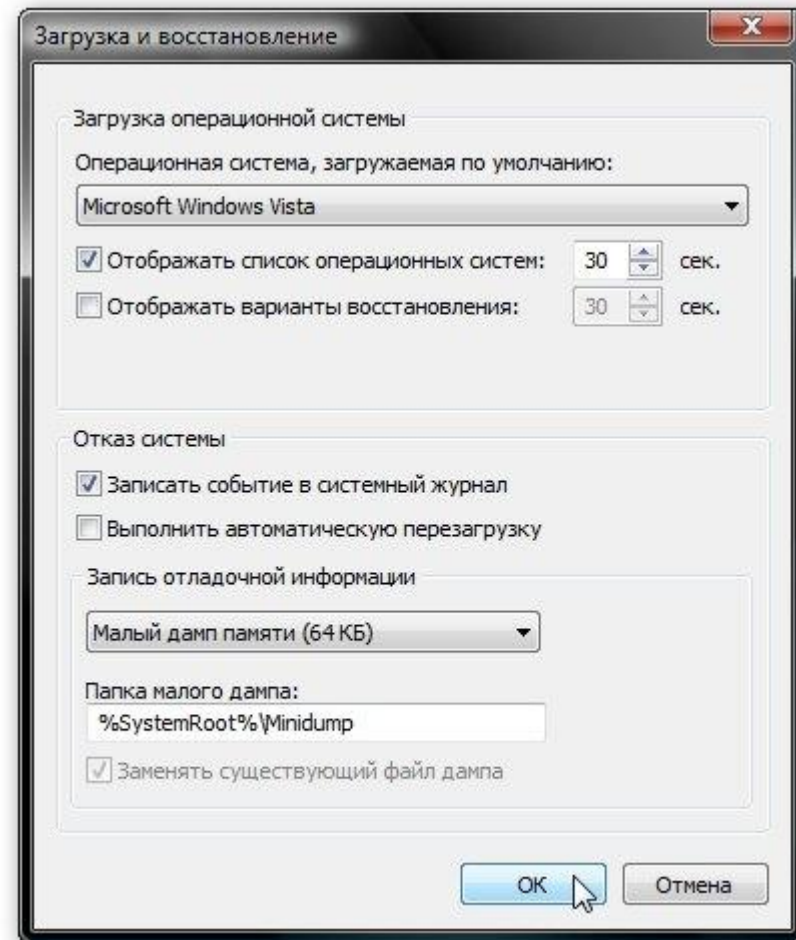 Загрузка и восстановление
Загрузка операционной системы
Операционная система, загружаемая по умолчанию:
Microsoft Windows Vista
Отображать список операционных систем: 30 сек.
Отображать варианты восстановления: 30 сек.
Отказ системы
Записать событие в системный журнал
Выполнить автоматическую перезагрузку
Запись отладочной информации
Малый дамп памяти (64 КБ)
Папка малого дампа:
%SystemRoot%\Minidump
Заменять существующий файл дампа
ОК Отмена